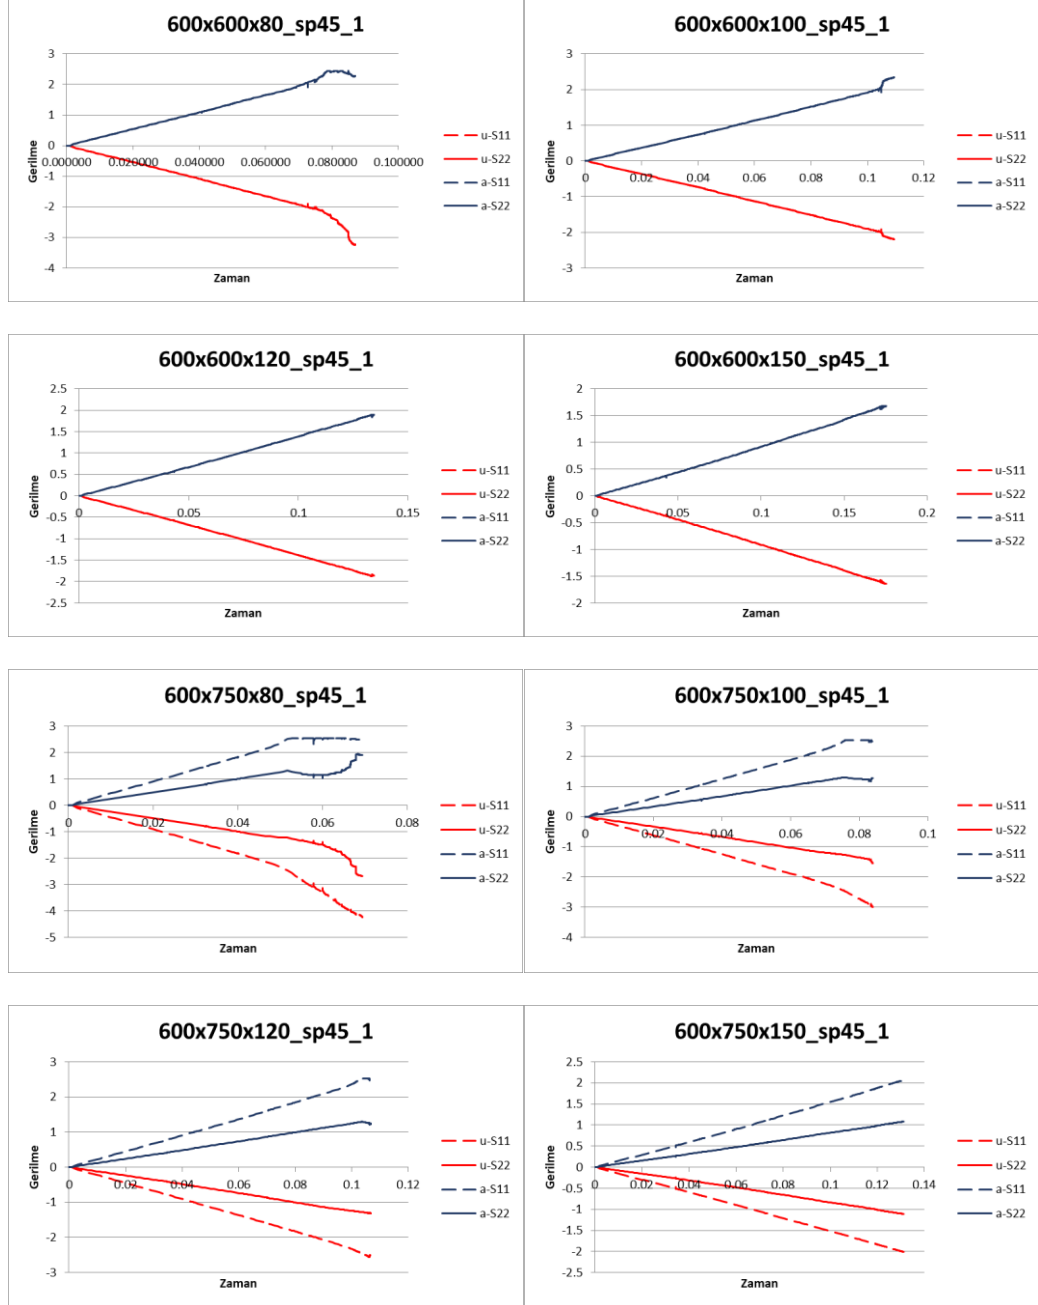 600x600x80_sp45_1
3
2
1
0
-1
-2
-3
-4
0.000000 0.020000 0.040000 0.060000 0.080000 0.100000
Gerilme
Zaman
u-S11
u-S22
a-S11
a-S22
600x600x100_sp45_1
3
2
1
0
-1
-2
-3
0 0.02 0.04 0.06 0.08 0.1 0.12
Gerilme
Zaman
u-S11
u-S22
a-S11
a-S22
600x600x120_sp45_1
2.5
2
1.5
1
0.5
0
-0.5
-1
-1.5
-2
-2.5
0 0.05 0.1 0.15
Gerilme
Zaman
u-S11
u-S22
a-S11
a-S22
600x600x150_sp45_1
2
1.5
1
0.5
0
-0.5
-1
-1.5
-2
0 0.05 0.1 0.15 0.2
Gerilme
Zaman
u-S11
u-S22
a-S11
a-S22
600x750x80_sp45_1
3
2
1
0
-1
-2
-3
-4
-5
0 0.02 0.04 0.06 0.08
Gerilme
Zaman
u-S11
u-S22
a-S11
a-S22
600x750x100_sp45_1
3
2
1
0
-1
-2
-3
-4
0 0.02 0.04 0.06 0.08 0.1
Gerilme
Zaman
u-S11
u-S22
a-S11
a-S22
600x750x120_sp45_1
3
2
1
0
-1
-2
-3
0 0.02 0.04 0.06 0.08 0.1 0.12
Gerilme
Zaman
u-S11
u-S22
a-S11
a-S22
600x750x150_sp45_1
2.5
2
1.5
1
0.5
0
-0.5
-1
-1.5
-2
-2.5
0 0.02 0.04 0.06 0.08 0.1 0.12 0.14
Gerilme
Zaman
u-S11
u-S22
a-S11
a-S22